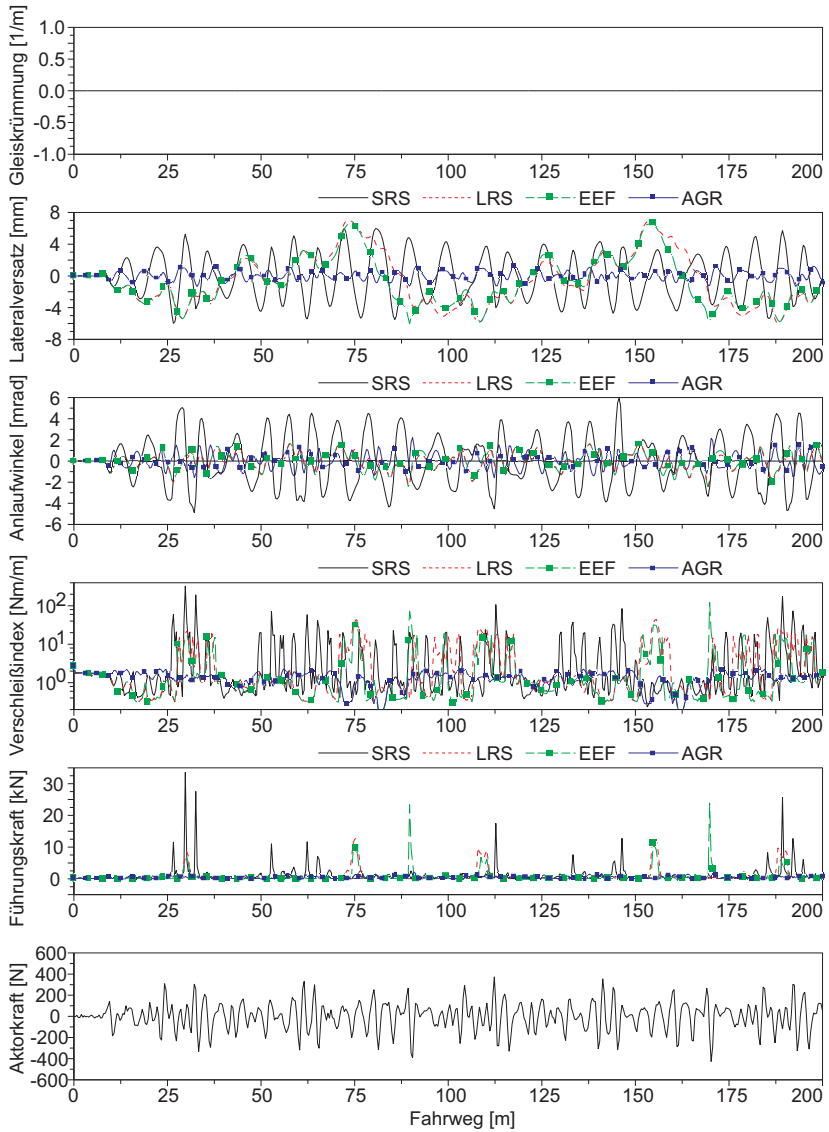 Gleiskrümmung [1/m]
1.0
0.5
0.0
-0.5
-1.0
0 25 50 75 100 125 150 175 200
SRS LRS EEF AGR
Lateralversatz [mm]
8
4
0
-4
-8
0 25 50 75 100 125 150 175 200
SRS LRS EEF AGR
Anlaufwinkel [mrad]
6
4
2
0
-2
-4
-6
0 25 50 75 100 125 150 175 200
SRS LRS EEF AGR
Verschleißindex [Nm/m]
10²
10¹
10⁰
0 25 50 75 100 125 150 175 200
SRS LRS EEF AGR
Führungskraft [kN]
30
20
10
0
0 25 50 75 100 125 150 175 200
Aktorkraft [N]
600
400
200
0
-200
-400
-600
0 25 50 75 100 125 150 175 200
Fahrweg [m]